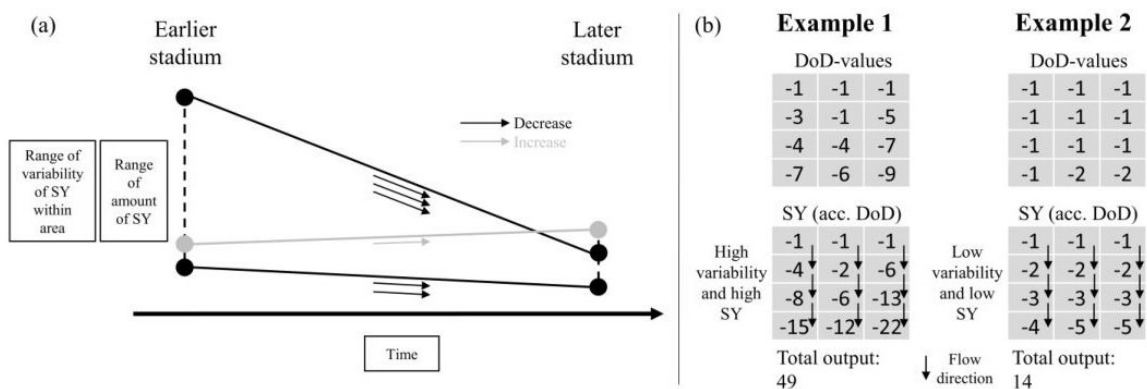 (a)
Earlier
stadium
Later
stadium
Decrease
Increase
Range of
variability
of SY
within
area
Range
of
amount
of SY
Time
(b)
Example 1
DoD-values
-1 -1 -1
-3 -1 -5
-4 -4 -7
-7 -6 -9
SY (acc. DoD)
-1 -1 -1
-4 -2 -6
-8 -6 -13
-15 -12 -22
High
variability
and high
SY
Total output:
49
Flow
direction
Example 2
DoD-values
-1 -1 -1
-1 -1 -1
-1 -1 -1
-1 -2 -2
SY (acc. DoD)
-1 -1 -1
-2 -2 -2
-3 -3 -3
-4 -5 -5
Low
variability
and low
SY
Total output:
14